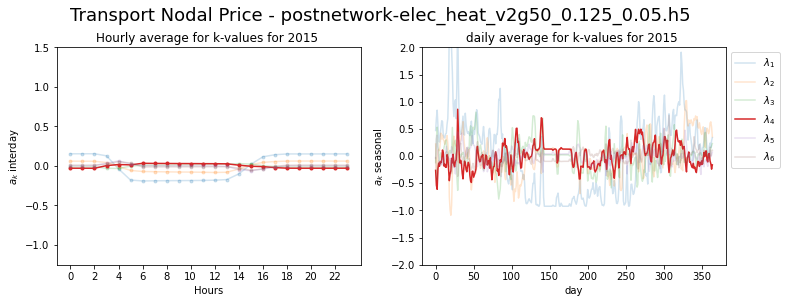 Transport Nodal Price - postnetwork-elec_heat_v2g50_0.125_0.05.h5
Hourly average for k-values for 2015
1.5
1.0
0.5
0.0
−0.5
−1.0
a_k interday
0 2 4 6 8 10 12 14 16 18 20 22
Hours
daily average for k-values for 2015
2.0
1.5
1.0
0.5
0.0
−0.5
−1.0
−1.5
−2.0
a_k seasonal
0 50 100 150 200 250 300 350
day
λ₁
λ₂
λ₃
λ₄
λ₅
λ₆